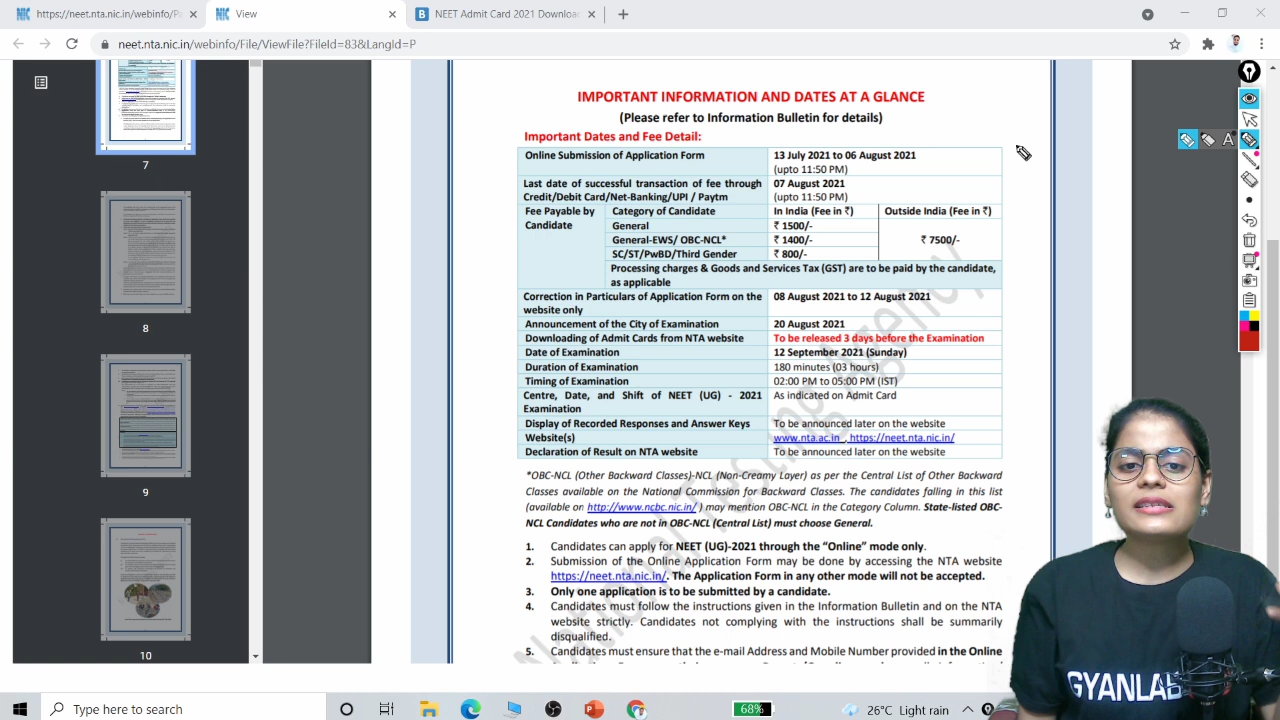 https://neet.nta.nic.in/webinfo/P
View
NEET Admit Card 2021 Downloa
neet.nta.nic.in/webinfo/File/ViewFile?FileId=83&LangId=P
IMPORTANT INFORMATION AND DATES AT A GLANCE
(Please refer to Information Bulletin for details)
Important Dates and Fee Detail:
Online Submission of Application Form 13 July 2021 to 06 August 2021
(upto 11:50 PM)
Last date of successful transaction of fee through 07 August 2021
Credit/Debit Card/Net-Banking/UPI / Paytm (upto 11:50 PM)
Fee Payable by Category of Candidate In India (Fee in ₹) Outside India (Fee in ₹)
Candidate General ₹ 1500/-
General-EWS/ OBC-NCL* ₹ 1400/- ₹ 7500/-
SC/ST/PwBD/Third Gender ₹ 800/-
Processing charges & Goods and Services Tax (GST) are to be paid by the candidate,
as applicable
Correction in Particulars of Application Form on the 08 August 2021 to 12 August 2021
website only
Announcement of the City of Examination 20 August 2021
Downloading of Admit Cards from NTA website To be released 3 days before the Examination
Date of Examination 12 September 2021 (Sunday)
Duration of Examination 180 minutes (03 hours)
Timing of Examination 02:00 PM to 05:00 PM (IST)
Centre, Date, and Shift of NEET (UG) - 2021 As indicated on Admit Card
Examination
Display of Recorded Responses and Answer Keys To be announced later on the website
Website(s) www.nta.ac.in , https://neet.nta.nic.in/
Declaration of Result on NTA website To be announced later on the website
*OBC-NCL (Other Backward Classes)-NCL (Non-Creamy Layer) as per the Central List of Other Backward
Classes available on the National Commission for Backward Classes. The candidates falling in this list
(available on http://www.ncbc.nic.in/ ) may mention OBC-NCL in the Category Column. State-listed OBC-
NCL Candidates who are not in OBC-NCL (Central List) must choose General.
1. Candidates can apply for NEET (UG)-2021 through the “Online” mode only.
2. Submission of the Online Application Form may be done by accessing the NTA website
https://neet.nta.nic.in/. The Application Form in any other mode will not be accepted.
3. Only one application is to be submitted by a candidate.
4. Candidates must follow the instructions given in the Information Bulletin and on the NTA
website strictly. Candidates not complying with the instructions shall be summarily
disqualified.
5. Candidates must ensure that the e-mail Address and Mobile Number provided in the Online
National Testing Agency
7
8
9
10
A
GYANLAB
Type here to search
68%
26°C Light rain